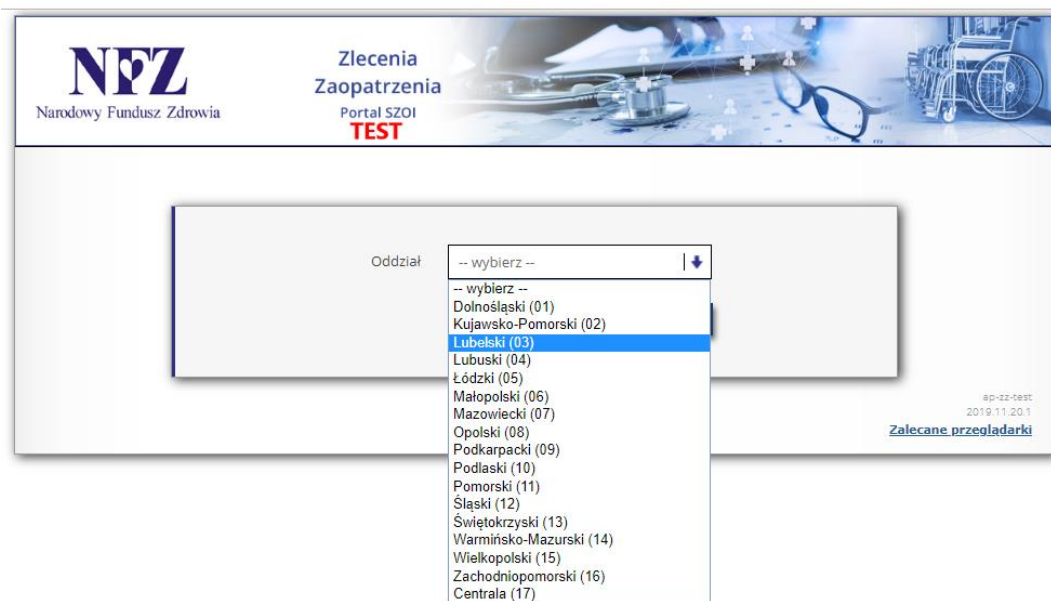 NFZ
Narodowy Fundusz Zdrowia
Zlecenia
Zaopatrzenia
Portal SZOI
TEST
Oddział
-- wybierz --
-- wybierz --
Dolnośląski (01)
Kujawsko-Pomorski (02)
Lubelski (03)
Lubuski (04)
Łódzki (05)
Małopolski (06)
Mazowiecki (07)
Opolski (08)
Podkarpacki (09)
Podlaski (10)
Pomorski (11)
Śląski (12)
Świętokrzyski (13)
Warmińsko-Mazurski (14)
Wielkopolski (15)
Zachodniopomorski (16)
Centrala (17)
ap-zz-test
2019.11.20.1
Zalecane przeglądarki